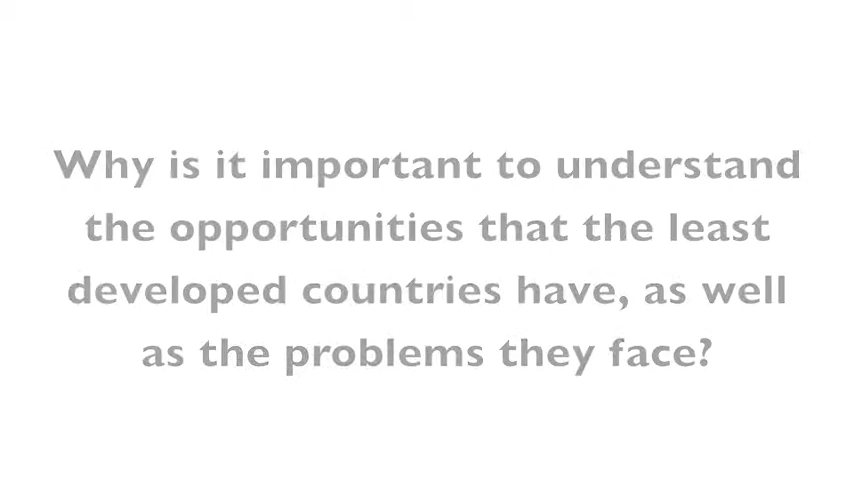 Why is it important to understand
the opportunities that the least
developed countries have, as well
as the problems they face?